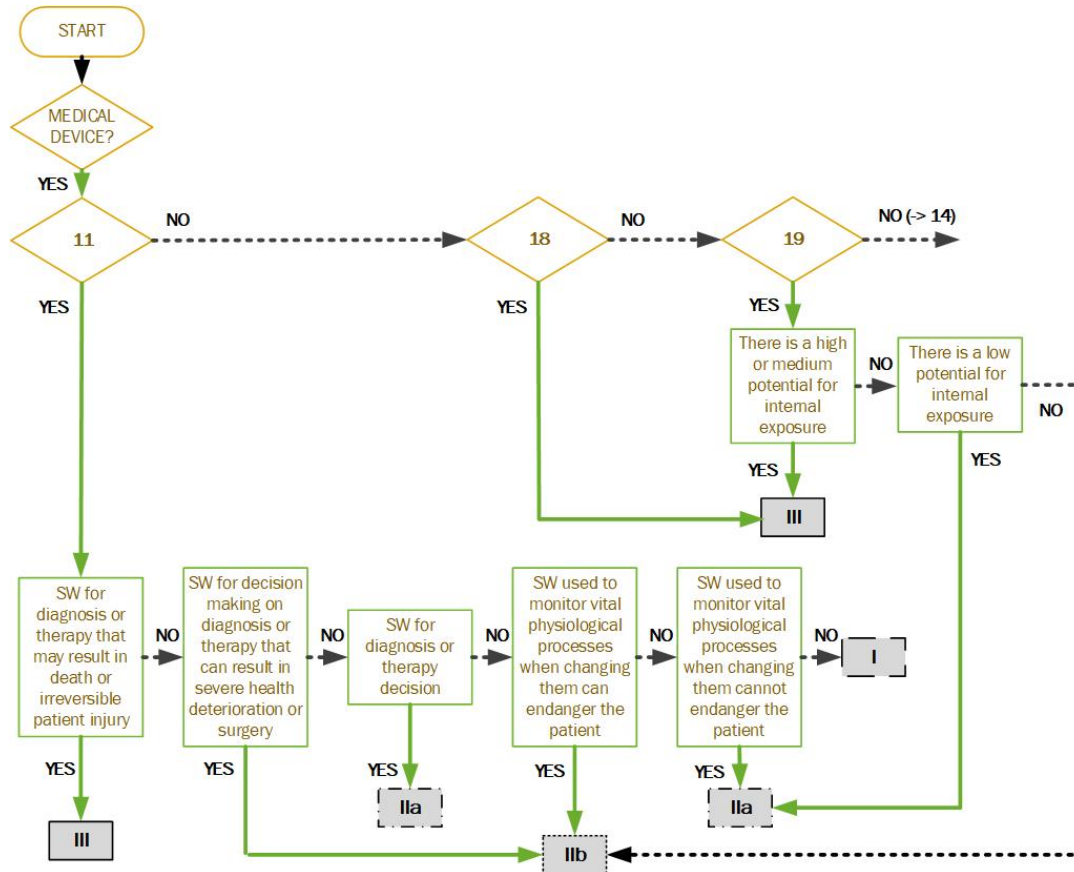 START
MEDICAL
DEVICE?
YES
11
NO
18
NO
19
NO (-> 14)
YES
YES
YES
There is a high
or medium
potential for
internal
exposure
NO
There is a low
potential for
internal
exposure
NO
YES
YES
III
SW for
diagnosis or
therapy that
may result in
death or
irreversible
patient injury
NO
SW for decision
making on
diagnosis or
therapy that
can result in
severe health
deterioration or
surgery
NO
SW for
diagnosis or
therapy
decision
NO
SW used to
monitor vital
physiological
processes
when changing
them can
endanger the
patient
NO
SW used to
monitor vital
physiological
processes
when changing
them cannot
endanger the
patient
NO
I
YES
YES
YES
YES
YES
III
IIa
IIb
IIa